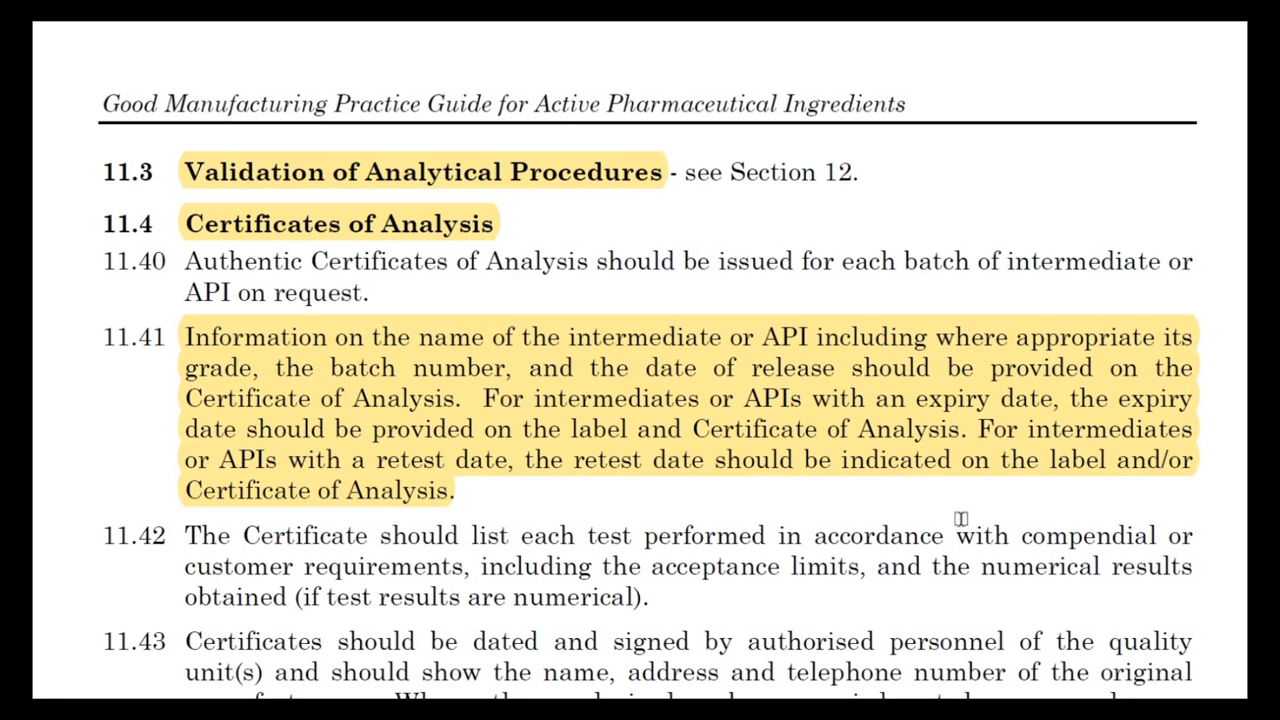 Good Manufacturing Practice Guide for Active Pharmaceutical Ingredients
11.3 Validation of Analytical Procedures - see Section 12.
11.4 Certificates of Analysis
11.40 Authentic Certificates of Analysis should be issued for each batch of intermediate or
API on request.
11.41 Information on the name of the intermediate or API including where appropriate its
grade, the batch number, and the date of release should be provided on the
Certificate of Analysis. For intermediates or APIs with an expiry date, the expiry
date should be provided on the label and Certificate of Analysis. For intermediates
or APIs with a retest date, the retest date should be indicated on the label and/or
Certificate of Analysis.
11.42 The Certificate should list each test performed in accordance with compendial or
customer requirements, including the acceptance limits, and the numerical results
obtained (if test results are numerical).
11.43 Certificates should be dated and signed by authorised personnel of the quality
unit(s) and should show the name, address and telephone number of the original